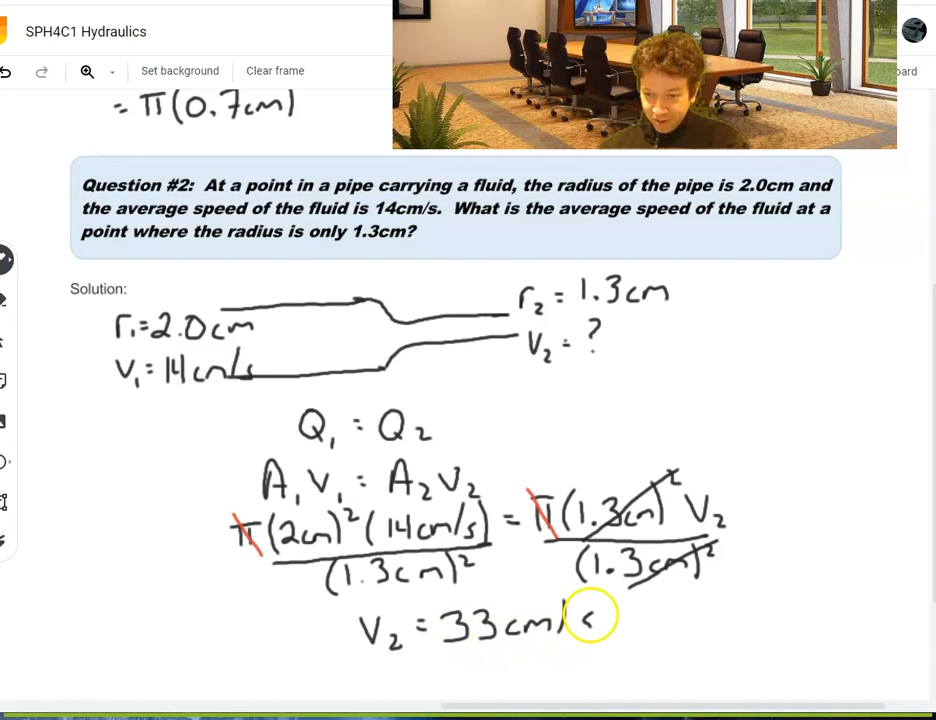 SPH4C1 Hydraulics
Set background
Clear frame
board
= π(0.7cm)
Question #2: At a point in a pipe carrying a fluid, the radius of the pipe is 2.0cm and
the average speed of the fluid is 14cm/s. What is the average speed of the fluid at a
point where the radius is only 1.3cm?
Solution:
r₁=2.0cm
v₁=14cm/s
r₂=1.3cm
v₂=?
Q₁=Q₂
A₁v₁=A₂v₂
π(2cm)²(14cm/s) = π(1.3cm)² v₂
(1.3cm)² (1.3cm)²
v₂=33cm/s